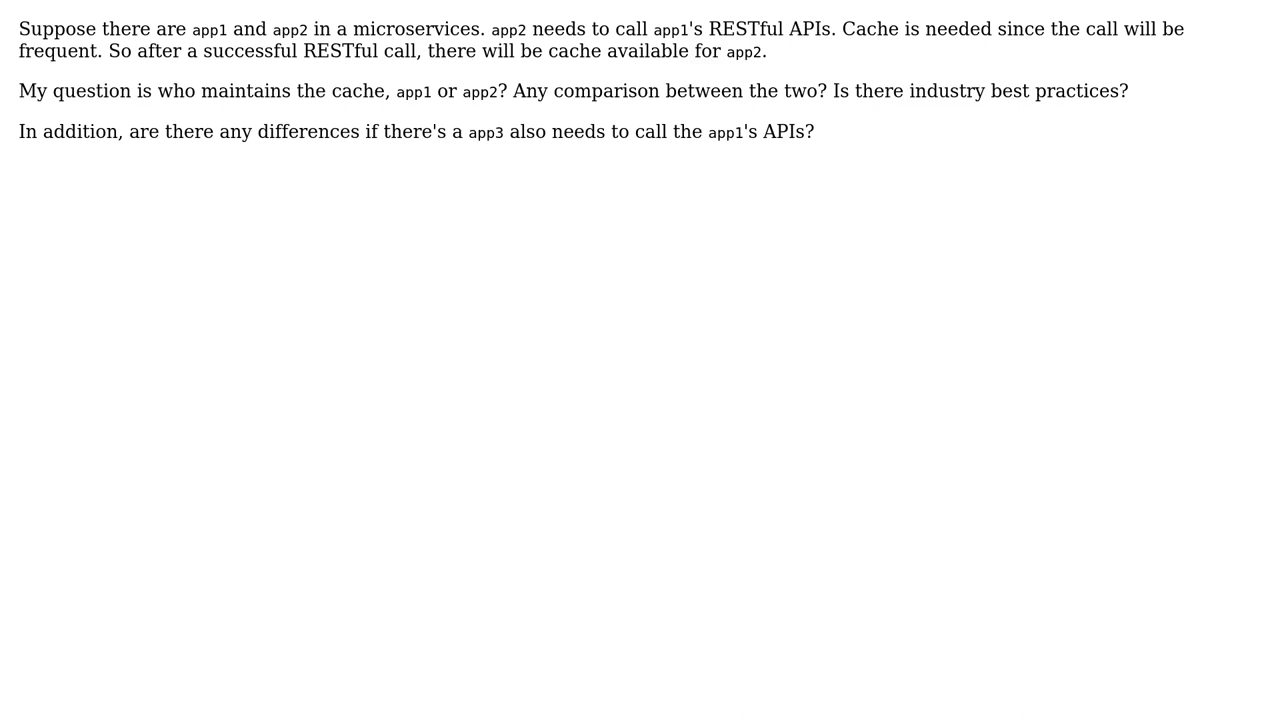 Suppose there are app1 and app2 in a microservices. app2 needs to call app1's RESTful APIs. Cache is needed since the call will be
frequent. So after a successful RESTful call, there will be cache available for app2.
My question is who maintains the cache, app1 or app2? Any comparison between the two? Is there industry best practices?
In addition, are there any differences if there's a app3 also needs to call the app1's APIs?